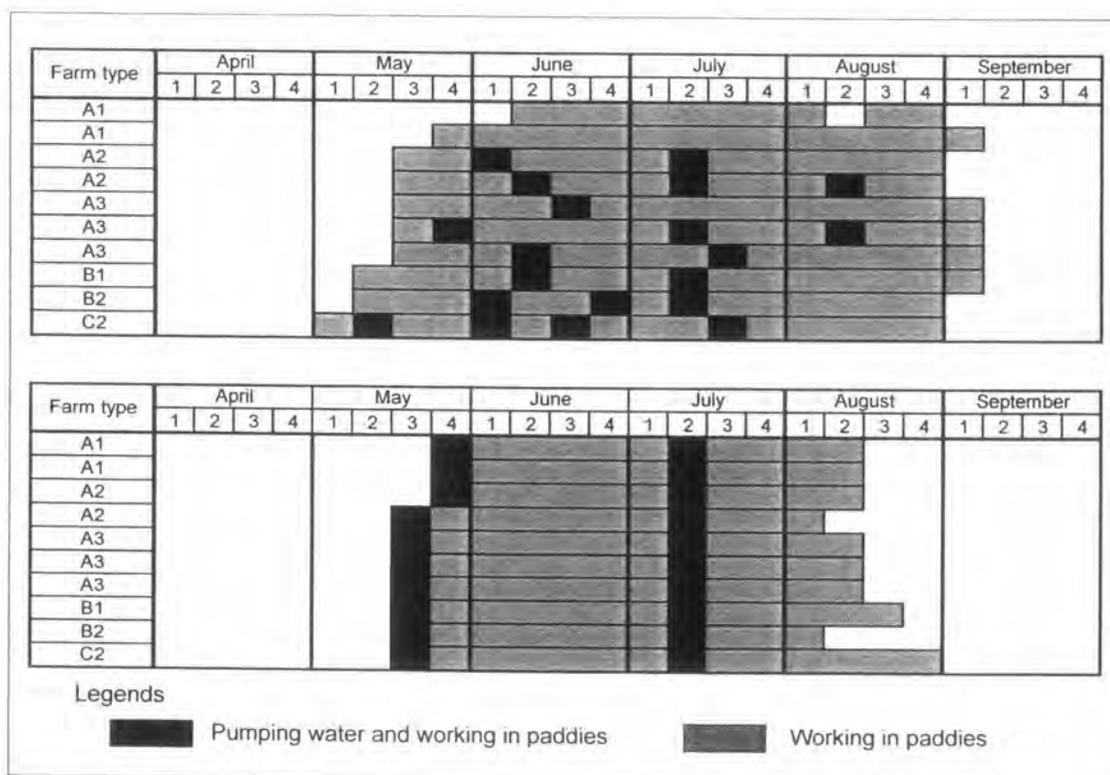 Farm type April May June July August September
1 2 3 4 1 2 3 4 1 2 3 4 1 2 3 4 1 2 3 4 1 2 3 4
A1
A1
A2
A2
A3
A3
A3
B1
B2
C2
Farm type April May June July August September
1 2 3 4 1 2 3 4 1 2 3 4 1 2 3 4 1 2 3 4 1 2 3 4
A1
A1
A2
A2
A3
A3
A3
B1
B2
C2
Legends
Pumping water and working in paddies Working in paddies